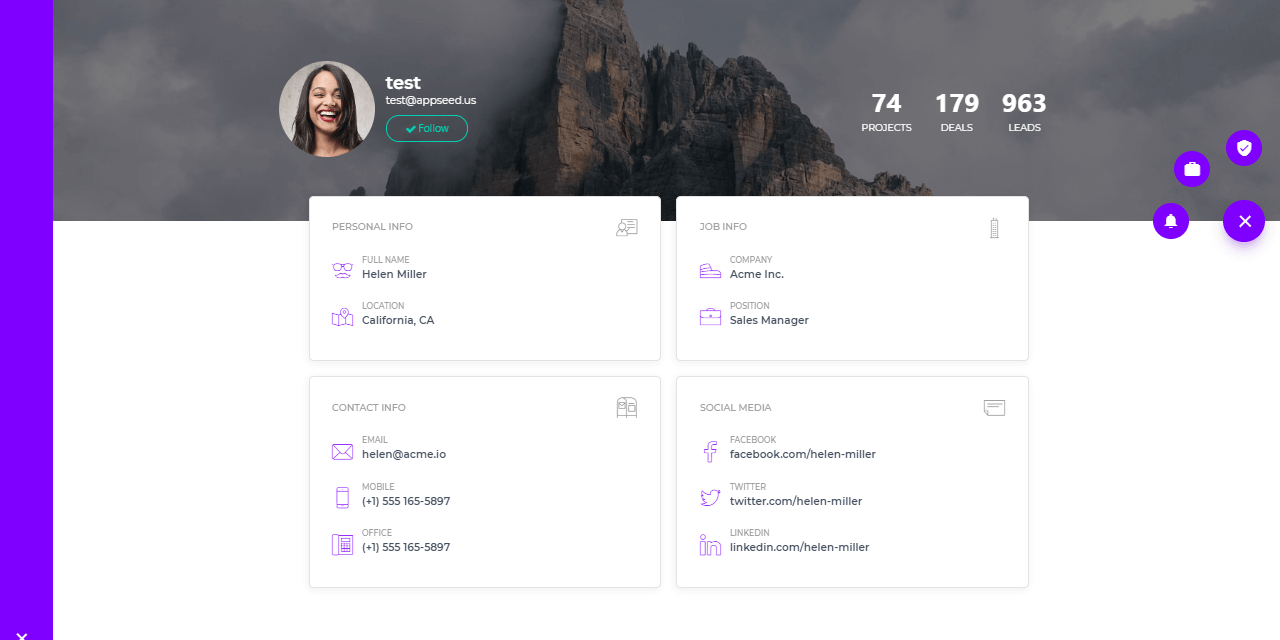 test
test@appseed.us
Follow
74 179 963
PROJECTS DEALS LEADS
PERSONAL INFO
FULL NAME
Helen Miller
LOCATION
California, CA
JOB INFO
COMPANY
Acme Inc.
POSITION
Sales Manager
CONTACT INFO
EMAIL
helen@acme.io
MOBILE
(+1) 555 165-5897
OFFICE
(+1) 555 165-5897
SOCIAL MEDIA
FACEBOOK
facebook.com/helen-miller
TWITTER
twitter.com/helen-miller
LINKEDIN
linkedin.com/helen-miller